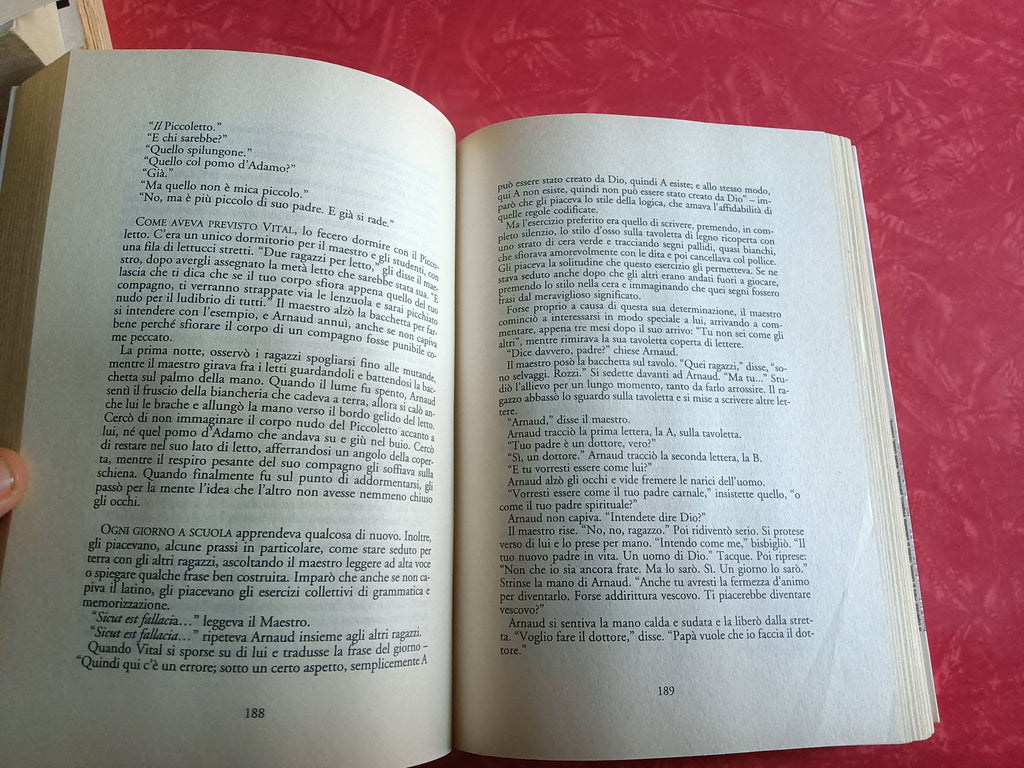 “Il Piccoletto.”
“E chi sarebbe?”
“Quello spilungone.”
“Quello col pomo d’Adamo?”
“Già.”
“Ma quello non è mica piccolo.”
“No, ma è più piccolo di suo padre. E già si rade.”
COME AVEVA PREVISTO VITAL, lo fecero dormire con il Picco-
letto. C’era un unico dormitorio per il maestro e gli studenti, con
una fila di lettucci stretti. “Due ragazzi per letto,” gli disse il mae-
stro, dopo avergli assegnato la metà letto che sarebbe stata sua. “E
lascia che ti dica che se il tuo corpo sfiora appena quello del tuo
compagno, ti verranno strappate via le lenzuola e sarai picchiato
nudo per il ludibrio di tutti.” Il maestro alzò la bacchetta per far-
si intendere con l’esempio, e Arnaud annuì, anche se non capiva
bene perché sfiorare il corpo di un compagno fosse punibile co-
me peccato.
La prima notte, osservò i ragazzi spogliarsi fino alle mutande,
mentre il maestro girava fra i letti guardandoli e battendosi la bac-
chetta sul palmo della mano. Quando il lume fu spento, Arnaud
sentì il fruscio della biancheria che cadeva a terra, allora si calò an-
che lui le brache e allungò la mano verso il bordo gelido del letto.
Cercò di non immaginare il corpo nudo del Piccoletto accanto a
lui, né quel pomo d’Adamo che andava su e giù nel buio. Cercò
di restare nel suo lato di letto, afferrandosi un angolo della coper-
ta, mentre il respiro pesante del suo compagno gli soffiava sulla
schiena. Quando finalmente fu sul punto di addormentarsi, gli
passò per la mente l’idea che l’altro non avesse nemmeno chiuso
gli occhi.
OGNI GIORNO A SCUOLA apprendeva qualcosa di nuovo. Inoltre,
gli piacevano, alcune prassi in particolare, come stare seduto per
terra con gli altri ragazzi, ascoltando il maestro leggere ad alta voce
o spiegare qualche frase ben costruita. Imparò che anche se non ca-
piva il latino, gli piacevano gli esercizi collettivi di grammatica e
memorizzazione.
“Sicut est fallacia…” leggeva il Maestro.
“Sicut est fallacia…” ripeteva Arnaud insieme agli altri ragazzi.
Quando Vital si sporse su di lui e tradusse la frase del giorno –
“Quindi qui c’è un errore; sotto un certo aspetto, semplicemente A
188
può essere stato creato da Dio, quindi A esiste; e allo stesso modo,
qui A non esiste, quindi non può essere stato creato da Dio” – im-
parò che gli piaceva lo stile della logica, che amava l’affidabilità di
quelle regole codificate.
Ma l’esercizio preferito era quello di scrivere, premendo, in com-
pleto silenzio, lo stilo d’osso sulla tavoletta di legno ricoperta con
uno strato di cera verde e tracciando segni pallidi, quasi bianchi,
che sfiorava amorevolmente con le dita e poi cancellava col pollice.
Gli piaceva la solitudine che questo esercizio gli permetteva. Se ne
stava seduto anche dopo che gli altri erano andati fuori a giocare,
premendo lo stilo nella cera e immaginando che quei segni fossero
frasi dal meraviglioso significato.
Forse proprio a causa di questa sua determinazione, il maestro
cominciò a interessarsi in modo speciale a lui, arrivando a com-
mentare, appena tre mesi dopo il suo arrivo: “Tu non sei come gli
altri”, mentre rimirava la sua tavoletta coperta di lettere.
“Dice davvero, padre?” chiese Arnaud.
Il maestro posò la bacchetta sul tavolo. “Quei ragazzi,” disse, “so-
no selvaggi. Rozzi.” Si sedette davanti ad Arnaud. “Ma tu...” Stu-
diò l’allievo per un lungo momento, tanto da farlo arrossire. Il ra-
gazzo abbassò lo sguardo sulla tavoletta e si mise a scrivere altre let-
tere.
“Arnaud,” disse il maestro.
Arnaud tracciò la prima lettera, la A, sulla tavoletta.
“Tuo padre è un dottore, vero?”
“Sì, un dottore.” Arnaud tracciò la seconda lettera, la B.
“E tu vorresti essere come lui?”
Arnaud alzò gli occhi e vide fremere le narici dell’uomo.
“Vorresti essere come il tuo padre carnale,” insistette quello, “o
come il tuo padre spirituale?”
Arnaud non capiva. “Intendete dire Dio?”
Il maestro rise. “No, no, ragazzo.” Poi ridiventò serio. Si protese
verso di lui e lo prese per mano. “Intendo come me,” bisbigliò. “Il
tuo nuovo padre in vita. Un uomo di Dio.” Tacque. Poi riprese:
“Non che io sia ancora frate. Ma lo sarò. Sì. Un giorno lo sarò.”
Strinse la mano di Arnaud. “Anche tu avresti la fermezza d’animo
per diventarlo. Forse addirittura vescovo. Ti piacerebbe diventare
vescovo?”
Arnaud si sentiva la mano calda e sudata e la liberò dalla stret-
ta. “Voglio fare il dottore,” disse. “Papà vuole che io faccia il dot-
tore.”
189